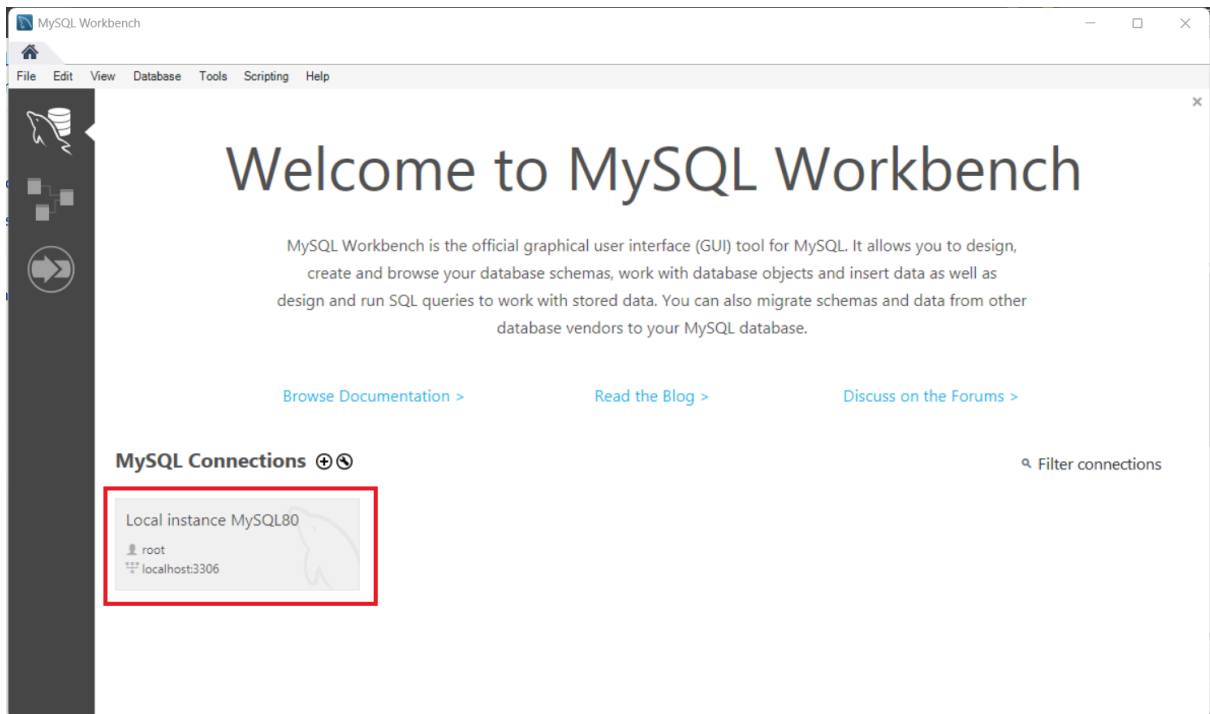 MySQL Workbench
File Edit View Database Tools Scripting Help
Welcome to MySQL Workbench
MySQL Workbench is the official graphical user interface (GUI) tool for MySQL. It allows you to design,
create and browse your database schemas, work with database objects and insert data as well as
design and run SQL queries to work with stored data. You can also migrate schemas and data from other
database vendors to your MySQL database.
Browse Documentation > Read the Blog > Discuss on the Forums >
MySQL Connections
Filter connections
Local instance MySQL80
root
localhost:3306